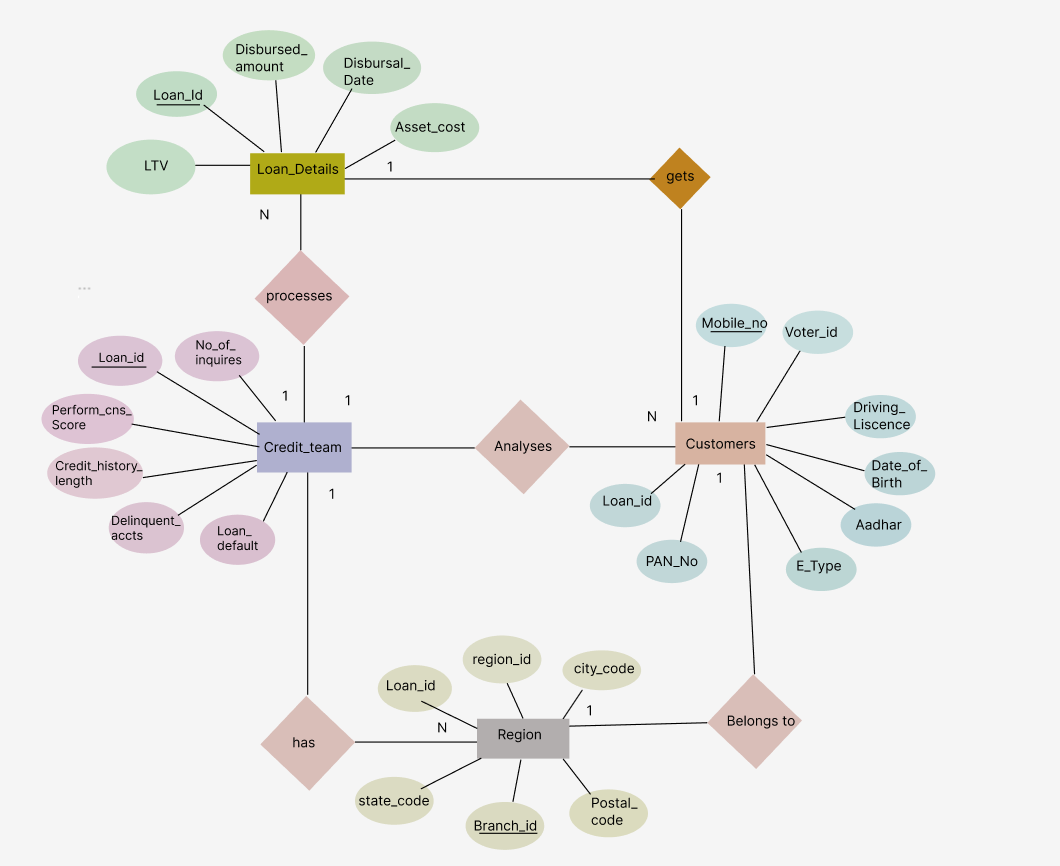 Disbursed_
amount
Disbursal_
Date
Loan_Id
Asset_cost
LTV
Loan_Details
1
gets
N
processes
...
Mobile_no
Voter_id
No_of_
inquires
Loan_id
1
1
1
Perform_cns_
Score
N
Driving_
Liscence
Credit_team
Analyses
Customers
Credit_history_
length
Date_of_
Birth
1
1
Loan_id
Delinquent_
accts
Loan_
default
Aadhar
PAN_No
E_Type
region_id
city_code
Loan_id
1
Belongs to
N
Region
has
state_code
Branch_id
Postal_
code